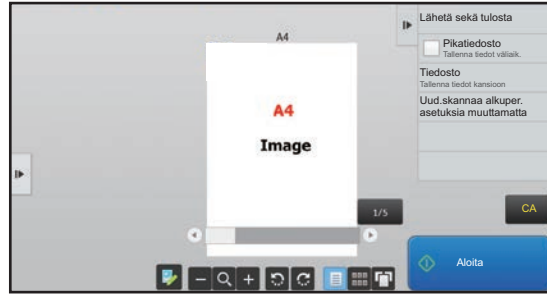 A4
A4
Image
1/5
Lähetä sekä tulosta
Pikatiedosto
Tallenna tiedot väliaik.
Tiedosto
Tallenna tiedot kansioon
Uud.skannaa alkuper.
asetuksia muuttamatta
CA
Aloita